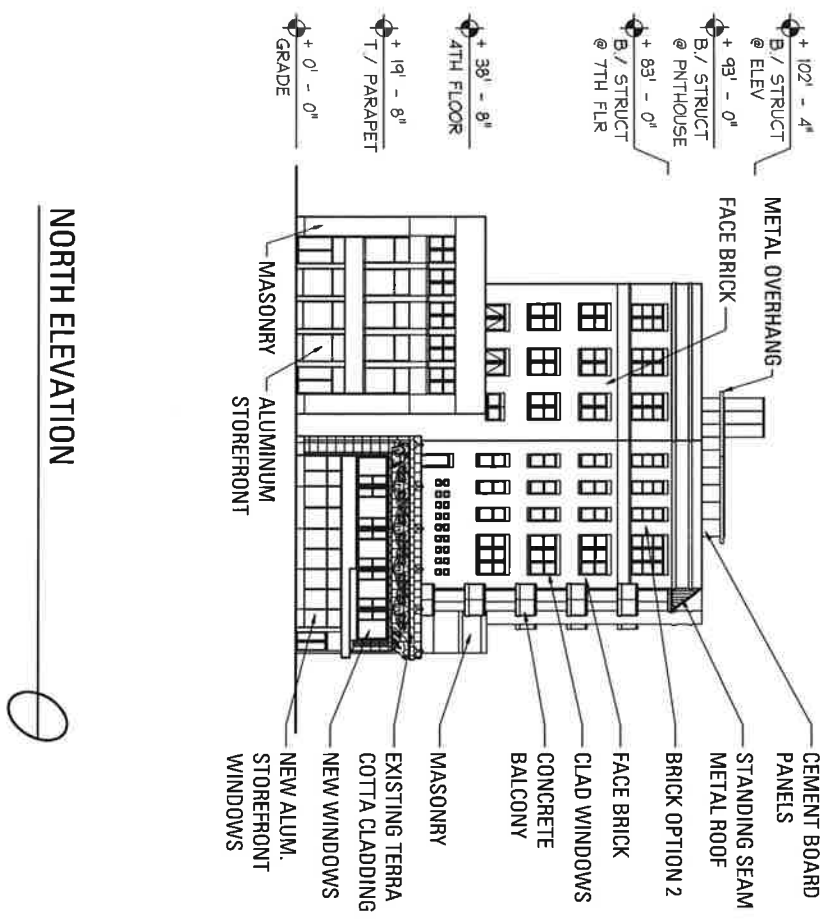 + 102' - 4"
B./ STRUCT
@ ELEV
+ 93' - 0"
B./ STRUCT
@ PNTHOUSE
+ 83' - 0"
B./ STRUCT
@ 7TH FLR
+ 38' - 8"
4TH FLOOR
+ 19' - 8"
T./ PARAPET
+ 0' - 0"
GRADE
METAL OVERHANG
FACE BRICK
MASONRY
ALUMINUM
STOREFRONT
CEMENT BOARD
PANELS
STANDING SEAM
METAL ROOF
BRICK OPTION 2
FACE BRICK
CLAD WINDOWS
CONCRETE
BALCONY
MASONRY
EXISTING TERRA
COTTA CLADDING
NEW WINDOWS
NEW ALUM.
STOREFRONT
WINDOWS
NORTH ELEVATION